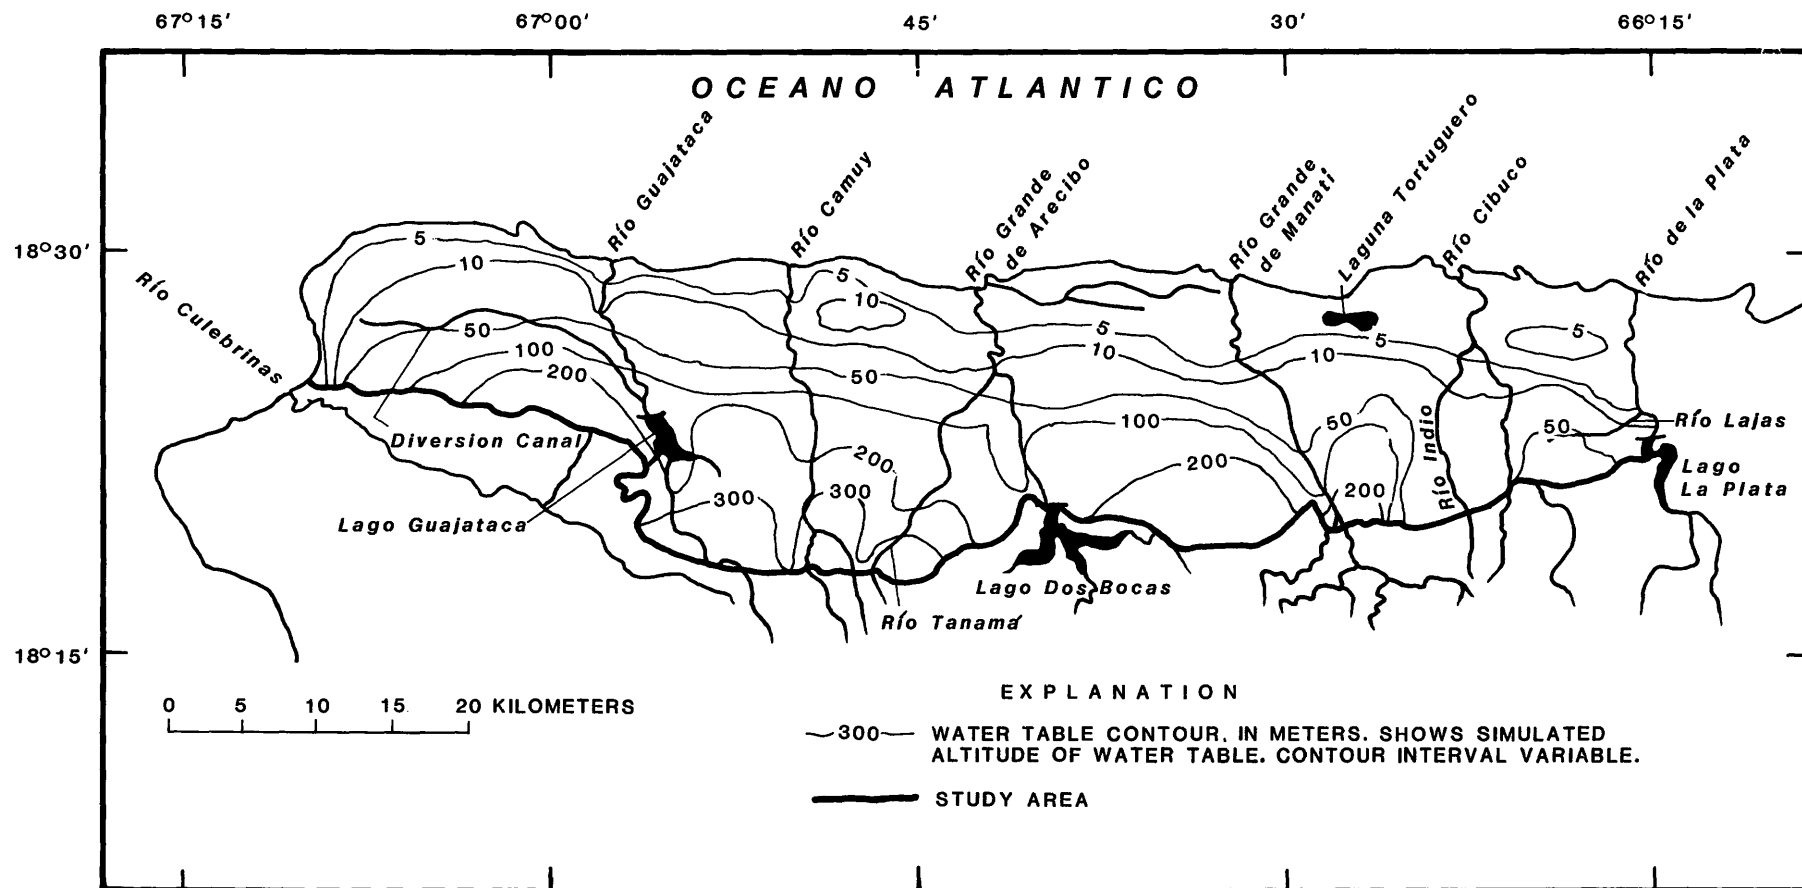 67°15'
67°00'
45'
30'
66°15'
OCEANO ATLANTICO
18°30'
18°15'
Río Culebrinas
Río Guajataca
Río Camuy
Río Grande
de Arecibo
Río Grande
de Manatí
Laguna Tortuguero
Río Cibuco
Río de la Plata
5
10
50
100
200
300
5
10
50
200
300
5
10
100
200
5
10
50
200
5
50
Río Indio
Río Lajas
Lago
La Plata
Diversion Canal
Lago Guajataca
Lago Dos Bocas
Río Tanamá
0 5 10 15 20 KILOMETERS
EXPLANATION
300 WATER TABLE CONTOUR, IN METERS. SHOWS SIMULATED
ALTITUDE OF WATER TABLE. CONTOUR INTERVAL VARIABLE.
STUDY AREA